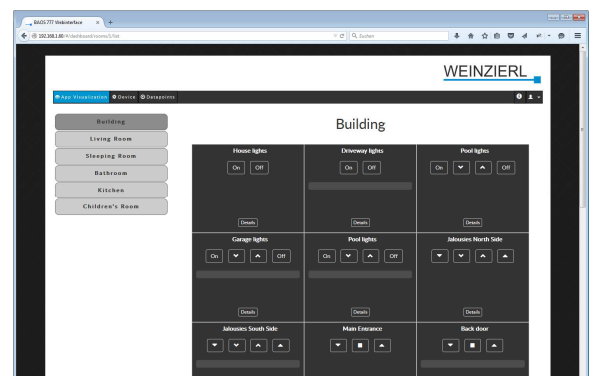 BAOS 777 Webinterface
192.168.1.60/#/dashboard/rooms/1/list
Suchen
WEINZIERL
App Visualization Device Datapoints
Building
Living Room
Sleeping Room
Bathroom
Kitchen
Children's Room
Building
House lights
On Off
Details
Driveway lights
On Off
Details
Pool lights
On Off
Details
Garage lights
On Off
Details
Pool lights
On Off
Details
Jalousies North Side
Details
Jalousies South Side
Main Entrance
Back door